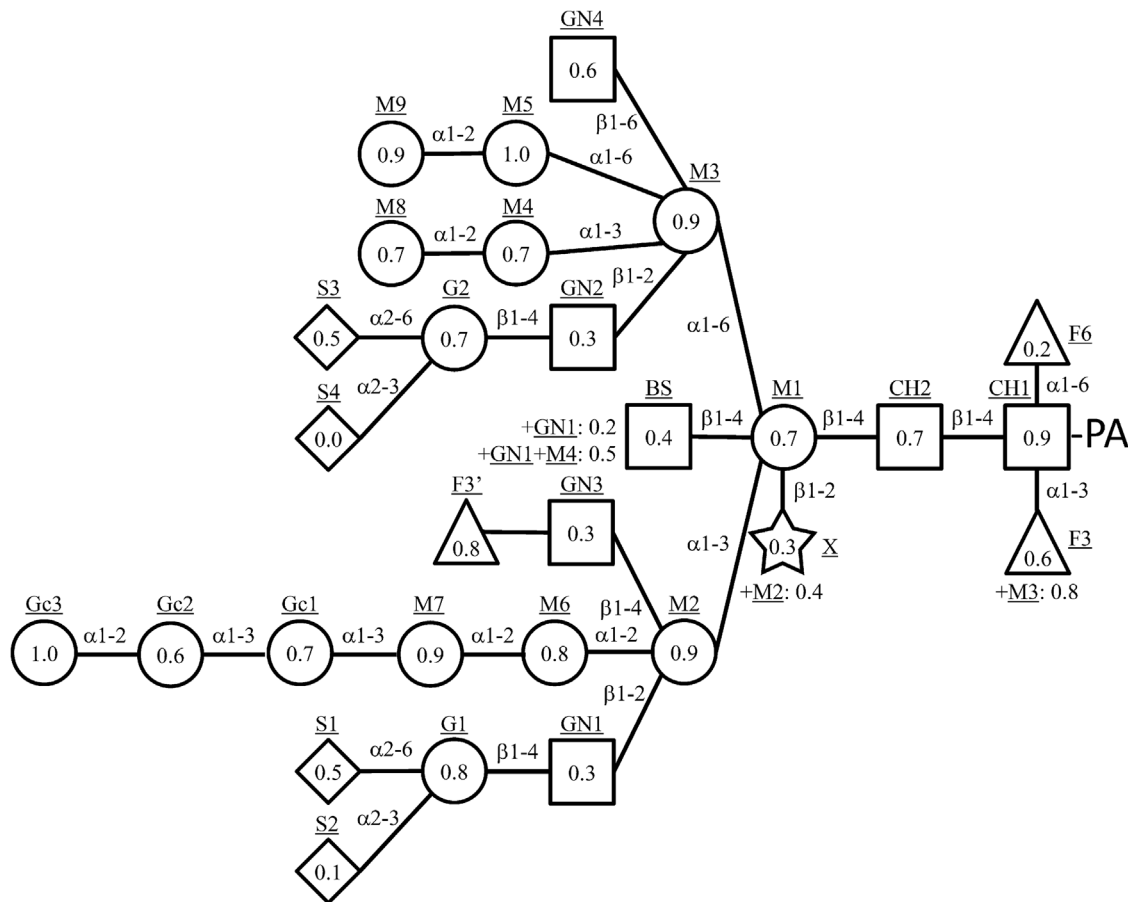 GN4
0.6
β1-6
M9
α1-2
M5
0.9
1.0
α1-6
M3
0.9
M8
α1-2
M4
α1-3
0.7
0.7
β1-2
S3
α2-6
G2
β1-4
GN2
0.5
0.7
0.3
S4
α2-3
0.0
α1-6
F6
0.2
α1-6
BS
β1-4
M1
β1-4
CH2
β1-4
CH1
+GN1: 0.2
0.4
0.7
0.7
0.9
-PA
+GN1+M4: 0.5
β1-2
α1-3
F3’
GN3
0.8
0.3
α1-3
0.3
X
+M2: 0.4
0.6
F3
+M3: 0.8
β1-4
Gc3
α1-2
Gc2
α1-3
Gc1
α1-3
M7
α1-2
M6
α1-2
M2
1.0
0.6
0.7
0.9
0.8
0.9
β1-2
S1
α2-6
G1
β1-4
GN1
0.5
0.8
0.3
S2
α2-3
0.1